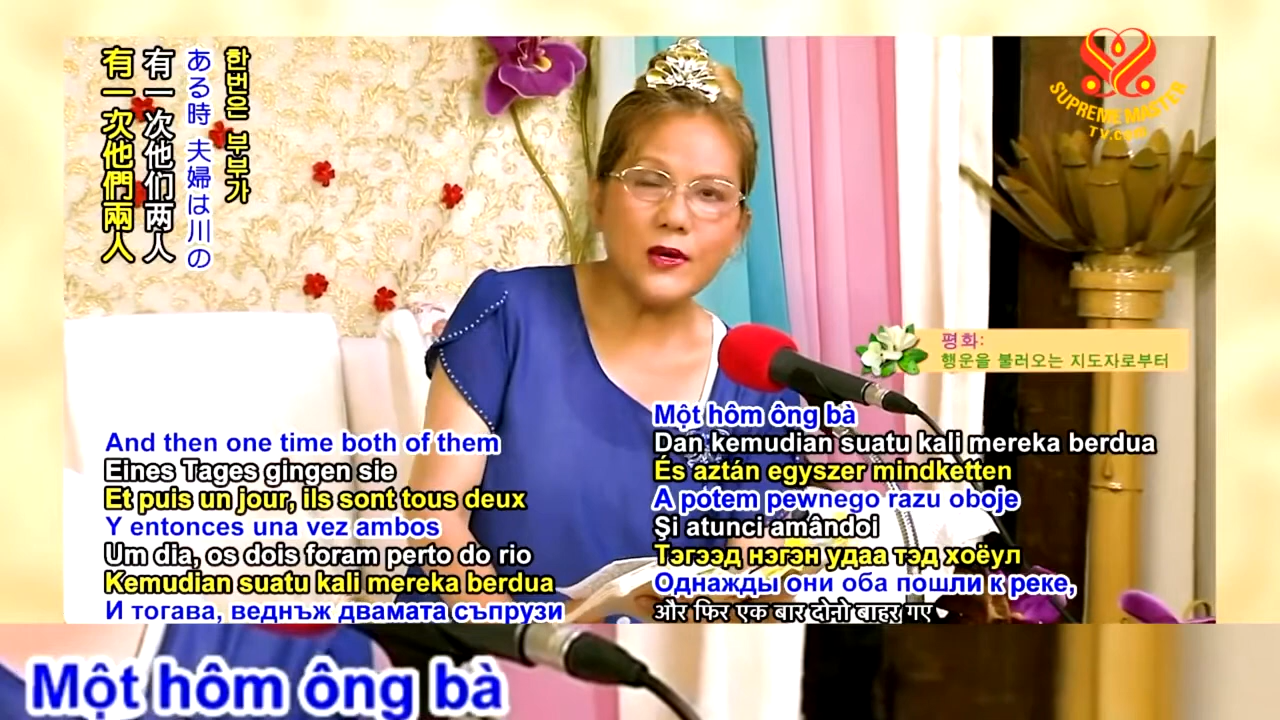 한번은 부부가
ある時 夫婦は川の
有一次他们两人
有一次他們兩人
SUPREME MASTER
TV.com
평화:
행운을 불러오는 지도자로부터
And then one time both of them
Eines Tages gingen sie
Et puis un jour, ils sont tous deux
Y entonces una vez ambos
Um dia, os dois foram perto do rio
Kemudian suatu kali mereka berdua
И тогава, веднъж двамата съпрузи
Một hôm ông bà
Dan kemudian suatu kali mereka berdua
És aztán egyszer mindketten
A potem pewnego razu oboje
Şi atunci amândoi
Тэгээд нэгэн удаа тэд хоёул
Однажды они оба пошли к реке,
और फिर एक बार दोनो बाहर गए
Một hôm ông bà